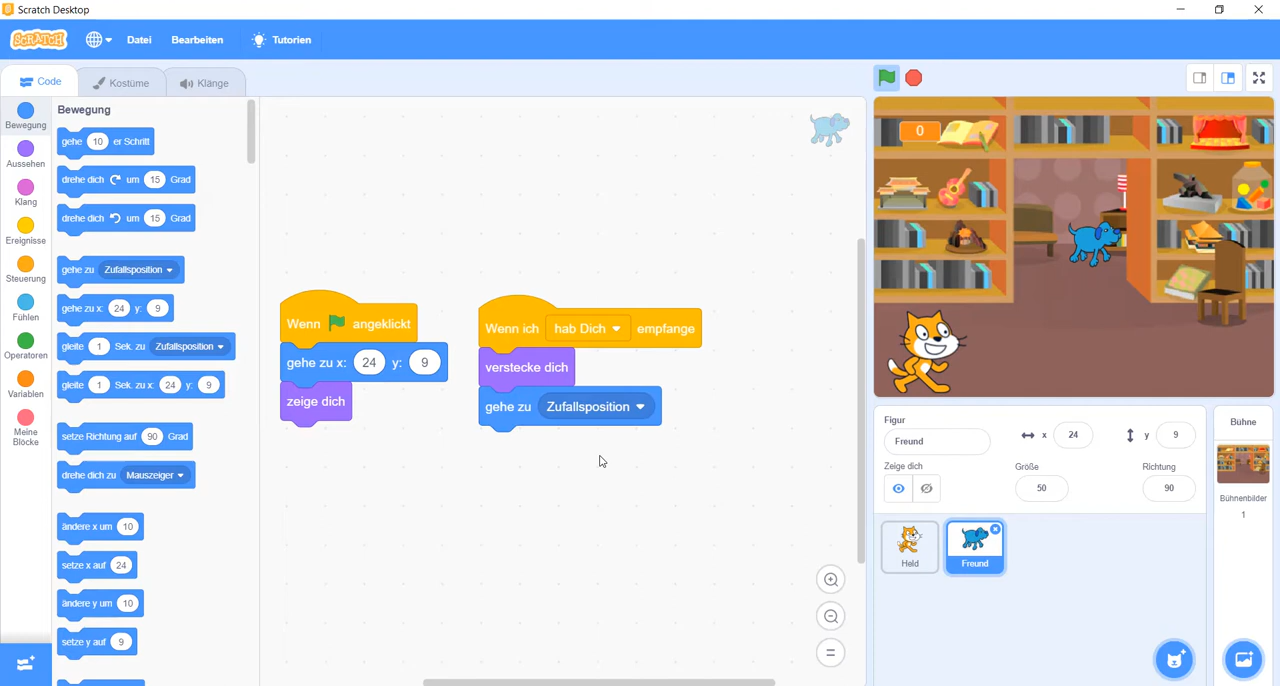 Scratch Desktop
SCRATCH Datei Bearbeiten Tutorien
Code Kostüme Klänge
Bewegung
Aussehen
Klang
Ereignisse
Steuerung
Fühlen
Operatoren
Variablen
Meine
Blöcke
Bewegung
gehe 10 er Schritt
drehe dich um 15 Grad
drehe dich um 15 Grad
gehe zu Zufallsposition
gehe zu x: 24 y: 9
gleite 1 Sek. zu Zufallsposition
gleite 1 Sek. zu x: 24 y: 9
setze Richtung auf 90 Grad
drehe dich zu Mauszeiger
ändere x um 10
setze x auf 24
ändere y um 10
setze y auf 9
Wenn angeklickt
gehe zu x: 24 y: 9
zeige dich
Wenn ich hab Dich empfange
verstecke dich
gehe zu Zufallsposition
0
Figur
Freund x 24 y 9
Zeige dich Größe Richtung
50 90
Held Freund
Bühne
Bühnenbilder
1